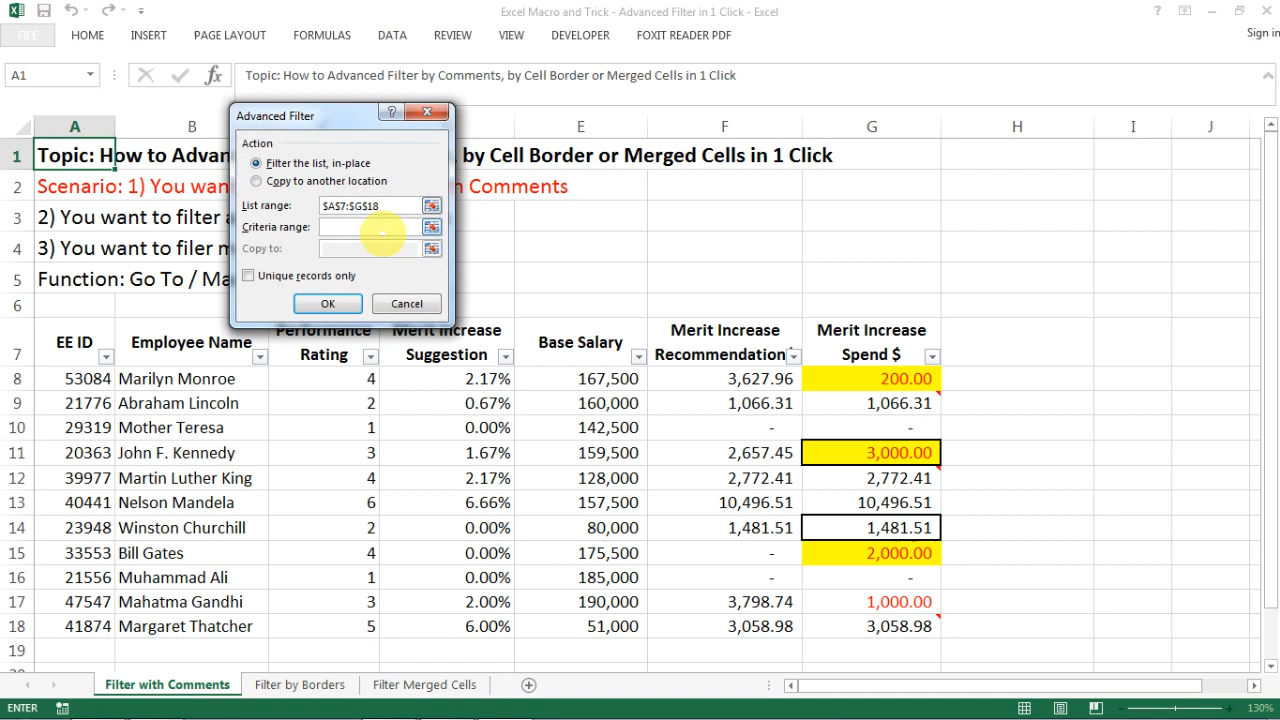 Excel Macro and Trick - Advanced Filter in 1 Click - Excel
Sign in
FILE HOME INSERT PAGE LAYOUT FORMULAS DATA REVIEW VIEW DEVELOPER FOXIT READER PDF
A1 fx Topic: How to Advanced Filter by Comments, by Cell Border or Merged Cells in 1 Click
Advanced Filter
Action
Filter the list, in-place
Copy to another location
List range: $A$7:$G$18
Criteria range:
Copy to:
Unique records only
OK Cancel
A B E F G H I J
1 Topic: How to Advan , by Cell Border or Merged Cells in 1 Click
2 Scenario: 1) You wan Comments
3 2) You want to filter
4 3) You want to filer
5 Function: Go To /
6
7 EE ID Employee Name Performance Rating Merit Increase Suggestion Base Salary Merit Increase Recommendation Merit Increase Spend $
8 53084 Marilyn Monroe 4 2.17% 167,500 3,627.96 200.00
9 21776 Abraham Lincoln 2 0.67% 160,000 1,066.31 1,066.31
10 29319 Mother Teresa 1 0.00% 142,500 - -
11 20363 John F. Kennedy 3 1.67% 159,500 2,657.45 3,000.00
12 39977 Martin Luther King 4 2.17% 128,000 2,772.41 2,772.41
13 40441 Nelson Mandela 6 6.66% 157,500 10,496.51 10,496.51
14 23948 Winston Churchill 2 0.00% 80,000 1,481.51 1,481.51
15 33553 Bill Gates 4 0.00% 175,500 - 2,000.00
16 21556 Muhammad Ali 1 0.00% 185,000 - -
17 47547 Mahatma Gandhi 3 2.00% 190,000 3,798.74 1,000.00
18 41874 Margaret Thatcher 5 6.00% 51,000 3,058.98 3,058.98
19
Filter with Comments Filter by Borders Filter Merged Cells
ENTER 130%